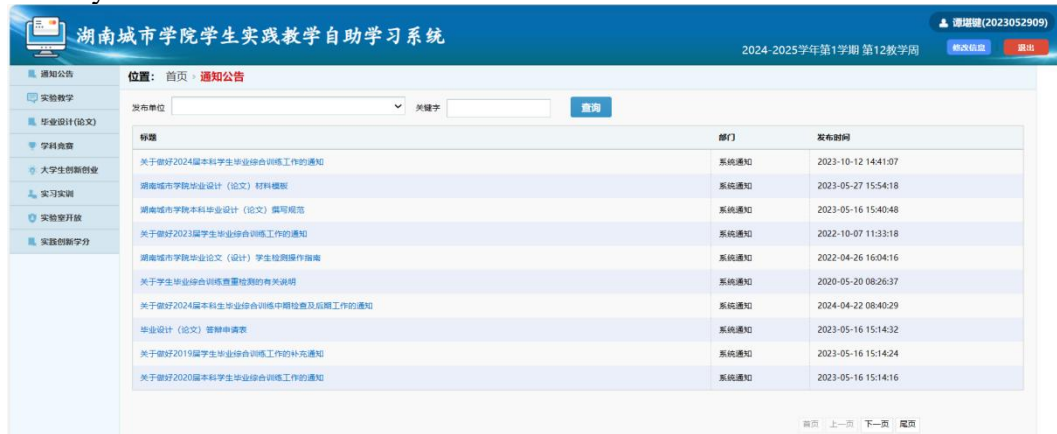 湖南城市学院学生实践教学自助学习系统
谭堪键(2023052909)
2024-2025学年第1学期 第12教学周
修改信息 退出
通知公告
实验教学
毕业设计(论文)
学科竞赛
大学生创新创业
实习实训
实验室开放
实践创新学分
位置： 首页 » 通知公告
发布单位 关键字 查询
标题 部门 发布时间
关于做好2024届本科学生毕业综合训练工作的通知 系统通知 2023-10-12 14:41:07
湖南城市学院毕业设计（论文）材料模板 系统通知 2023-05-27 15:54:18
湖南城市学院本科毕业设计（论文）撰写规范 系统通知 2023-05-16 15:40:48
关于做好2023届学生毕业综合训练工作的通知 系统通知 2022-10-07 11:33:18
湖南城市学院毕业论文（设计）学生检测操作指南 系统通知 2022-04-26 16:04:16
关于学生毕业综合训练查重检测的有关说明 系统通知 2020-05-20 08:26:37
关于做好2024届本科生毕业综合训练中期检查及后期工作的通知 系统通知 2024-04-22 08:40:29
毕业设计（论文）答辩申请表 系统通知 2023-05-16 15:14:32
关于做好2019届学生毕业综合训练工作的补充通知 系统通知 2023-05-16 15:14:24
关于做好2020届本科学生毕业综合训练工作的通知 系统通知 2023-05-16 15:14:16
首页 上一页 下一页 尾页